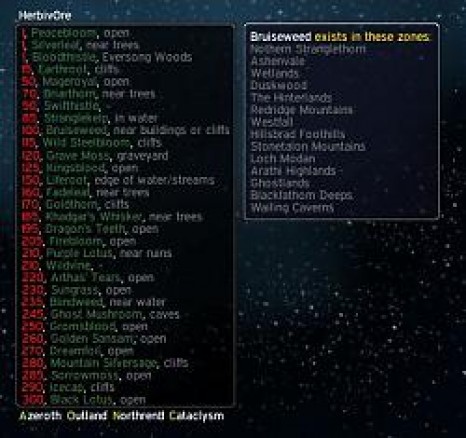 HerbivOre
1, Peacebloom, open
1, Silverleaf, near trees
1, Bloodthistle, Eversong Woods
15, Earthroot, cliffs
50, Mageroyal, open
70, Briarthorn, near trees
50, Swiftthistle, -
85, Stranglekelp, in water
100, Bruiseweed, near buildings or cliffs
115, Wild Steelbloom, cliffs
120, Grave Moss, graveyard
125, Kingsblood, open
150, Liferoot, edge of water/streams
160, Fadeleaf, near trees
170, Goldthorn, cliffs
185, Khadgar's Whisker, near trees
195, Dragon's Teeth, open
205, Firebloom, open
210, Purple Lotus, near ruins
210, Wildvine, -
220, Arthas' Tears, open
230, Sungrass, open
235, Blindweed, near water
245, Ghost Mushroom, caves
250, Gromsblood, open
260, Golden Sansam, open
270, Dreamfoil, open
280, Mountain Silversage, cliffs
285, Sorrowmoss, open
290, Icecap, cliffs
300, Black Lotus, open
Azeroth Outland Northrend Cataclysm
Bruiseweed exists in these zones:
Nothern Stranglethorn
Ashenvale
Wetlands
Duskwood
The Hinterlands
Redridge Mountains
Westfall
Hillsbrad Foothills
Stonetalon Mountains
Loch Modan
Arathi Highlands
Ghostlands
Blackfathom Deeps
Wailing Caverns